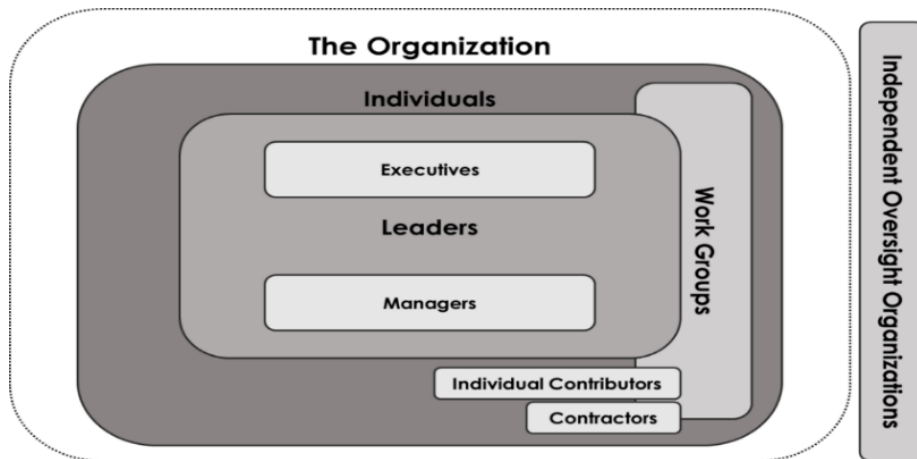 The Organization
Individuals
Executives
Leaders
Managers
Work Groups
Individual Contributors
Contractors
Independent Oversight Organizations